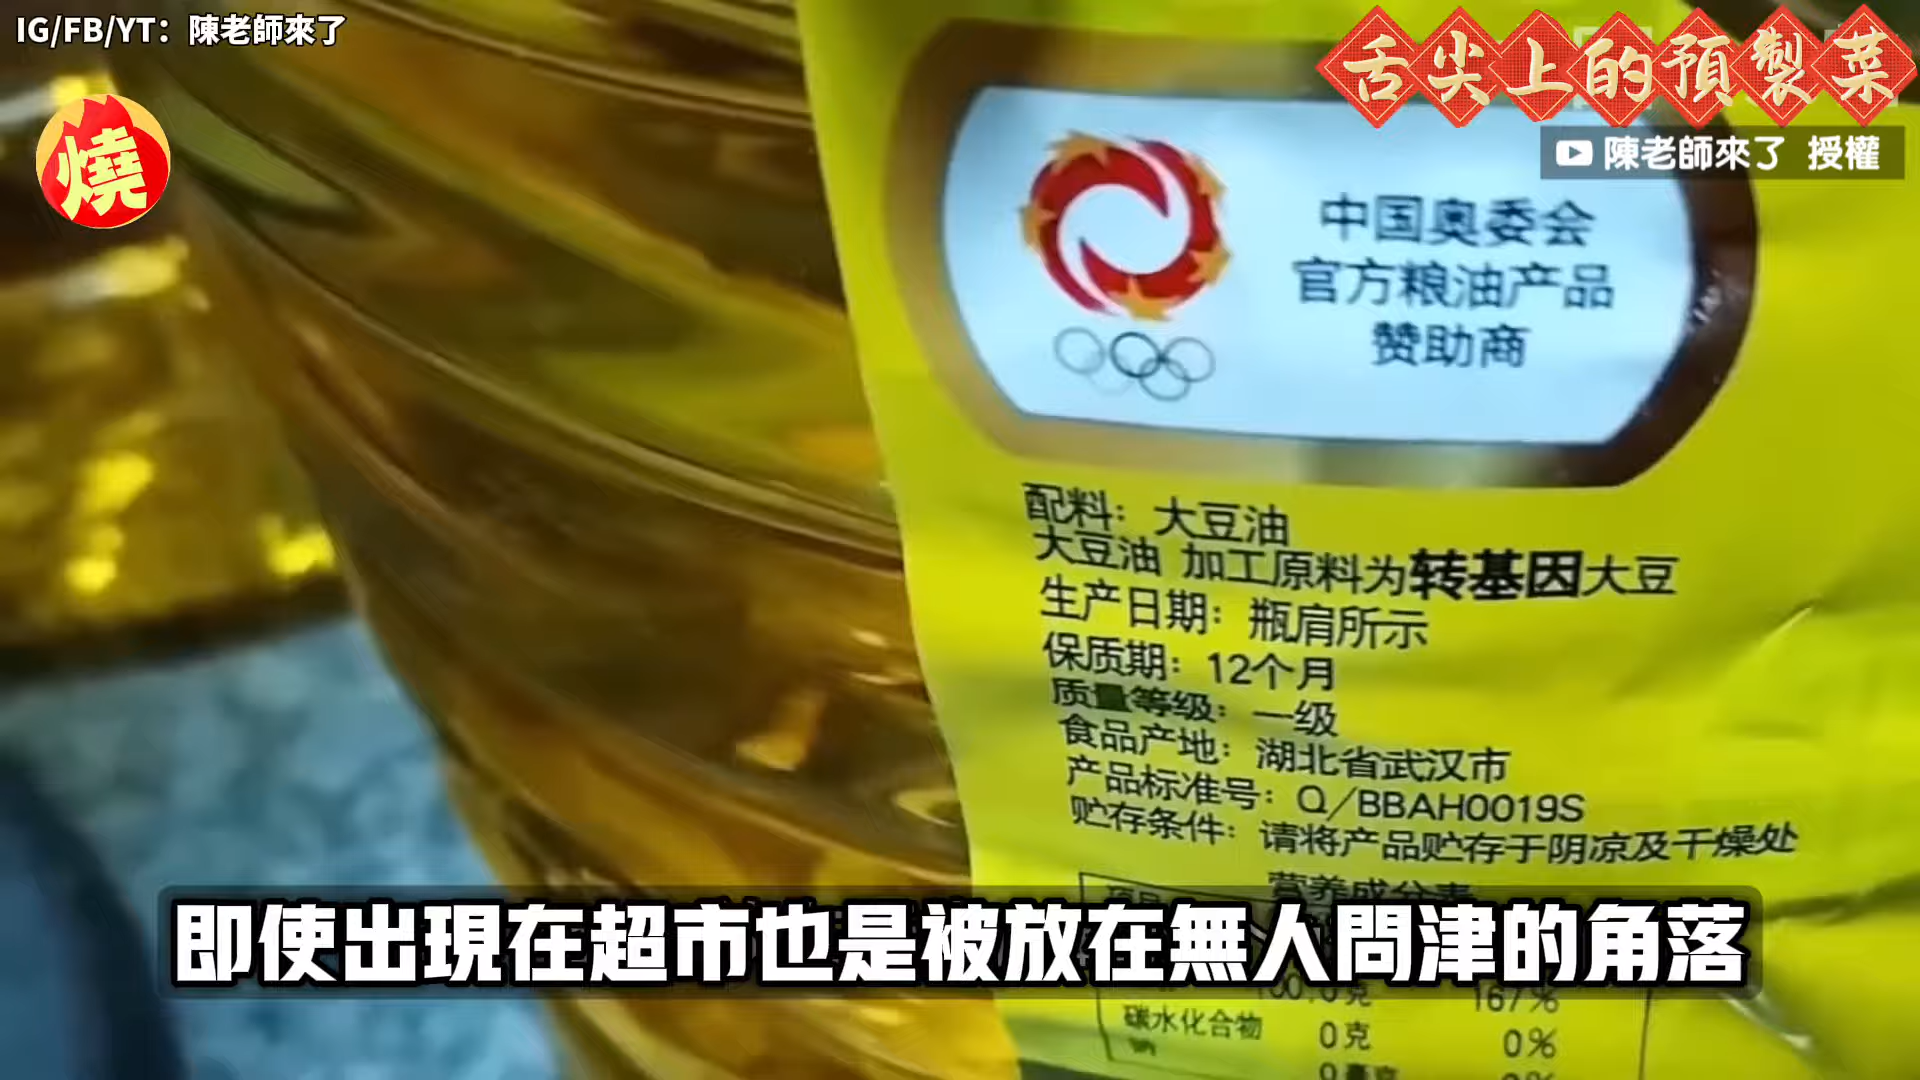 IG/FB/YT：陳老師來了
舌尖上的預製菜
陳老師來了 授權
燒
中国奥委会
官方粮油产品
赞助商
配料：大豆油
大豆油 加工原料为转基因大豆
生产日期：瓶肩所示
保质期：12个月
质量等级：一级
食品产地：湖北省武汉市
产品标准号：Q/BBAH0019S
贮存条件：请将产品贮存于阴凉及干燥处
营养成分表
即使出現在超市也是被放在無人問津的角落
167%
碳水化合物 0克 0%